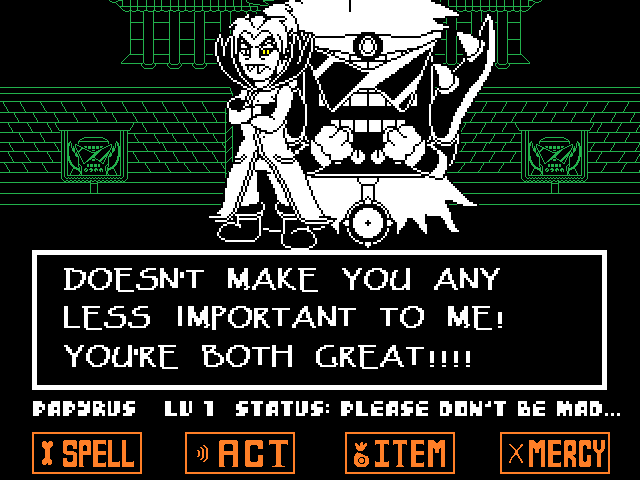 DOESN'T MAKE YOU ANY
LESS IMPORTANT TO ME!
YOU'RE BOTH GREAT!!!!
PAPYRUS LV 1 STATUS: PLEASE DON'T BE MAD...
SPELL ACT ITEM MERCY